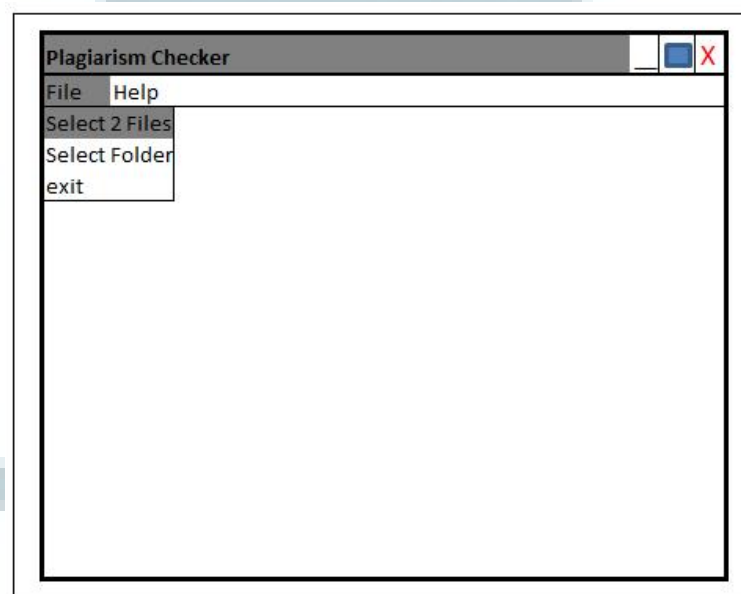 Plagiarism Checker _ X
File Help
Select 2 Files
Select Folder
exit